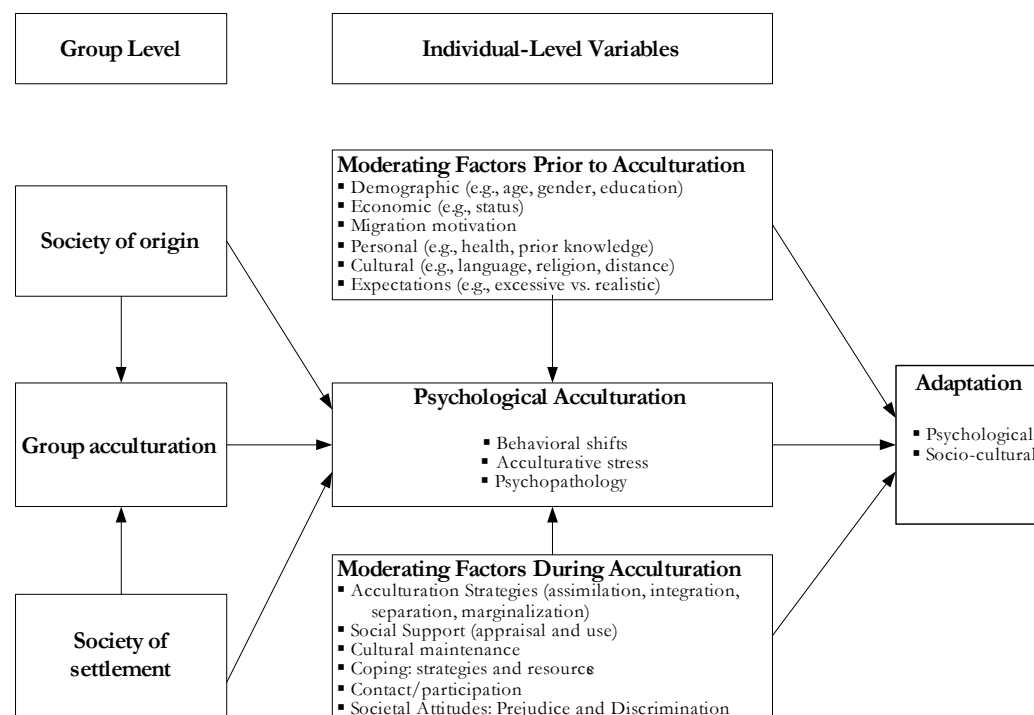 Group Level
Individual-Level Variables
Moderating Factors Prior to Acculturation
▪ Demographic (e.g., age, gender, education)
▪ Economic (e.g., status)
▪ Migration motivation
▪ Personal (e.g., health, prior knowledge)
▪ Cultural (e.g., language, religion, distance)
▪ Expectations (e.g., excessive vs. realistic)
Society of origin
Group acculturation
Psychological Acculturation
▪ Behavioral shifts
▪ Acculturative stress
▪ Psychopathology
Adaptation
▪ Psychological
▪ Socio-cultural
Society of
settlement
Moderating Factors During Acculturation
▪ Acculturation Strategies (assimilation, integration,
separation, marginalization)
▪ Social Support (appraisal and use)
▪ Cultural maintenance
▪ Coping: strategies and resources
▪ Contact/participation
▪ Societal Attitudes: Prejudice and Discrimination